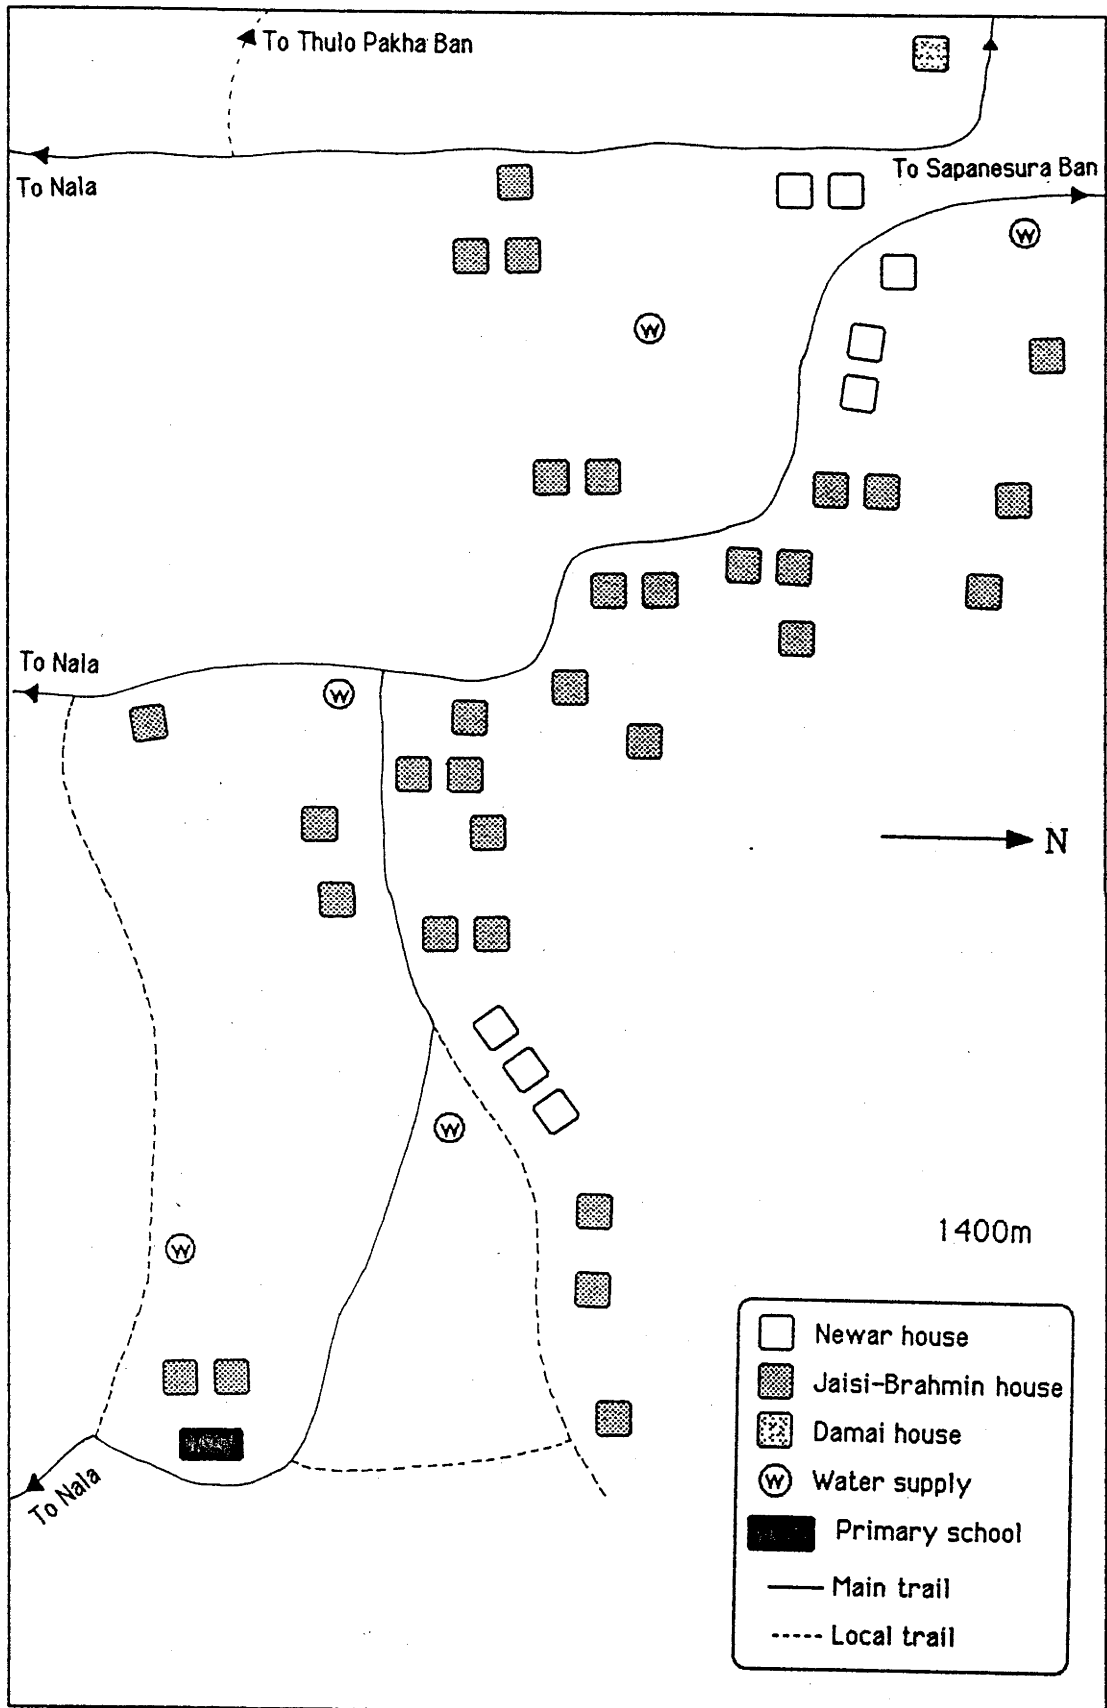 To Thulo Pakha Ban
To Nala
To Sapanesura Ban
W
W
To Nala
W
N
W
W
1400m
To Nala
Newar house
Jaisi-Brahmin house
Damai house
W Water supply
Primary school
Main trail
Local trail